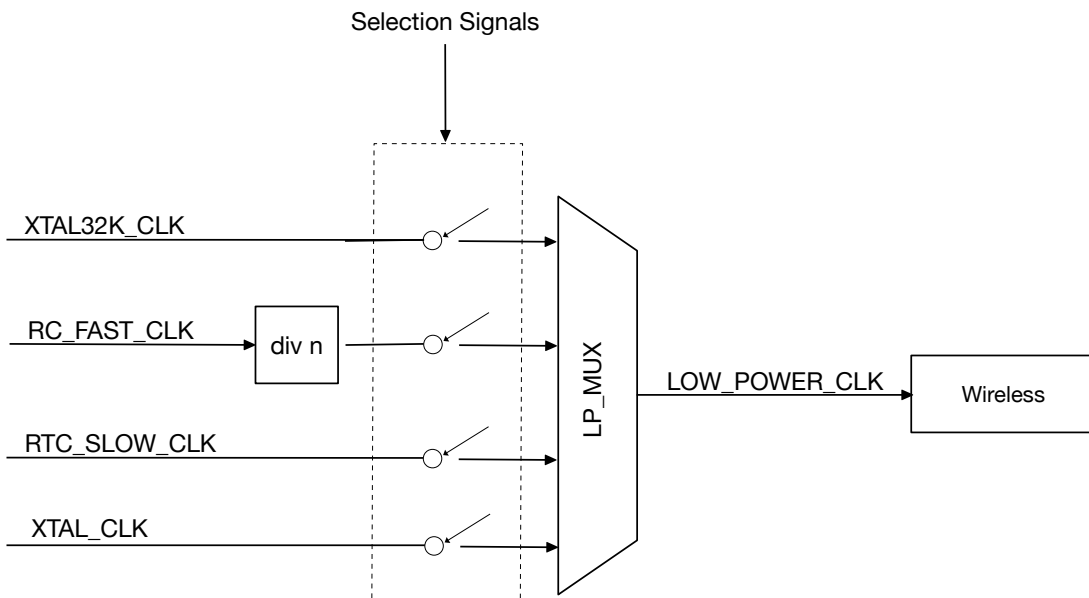 Selection Signals
XTAL32K_CLK
RC_FAST_CLK
div n
RTC_SLOW_CLK
XTAL_CLK
LP_MUX
LOW_POWER_CLK
Wireless